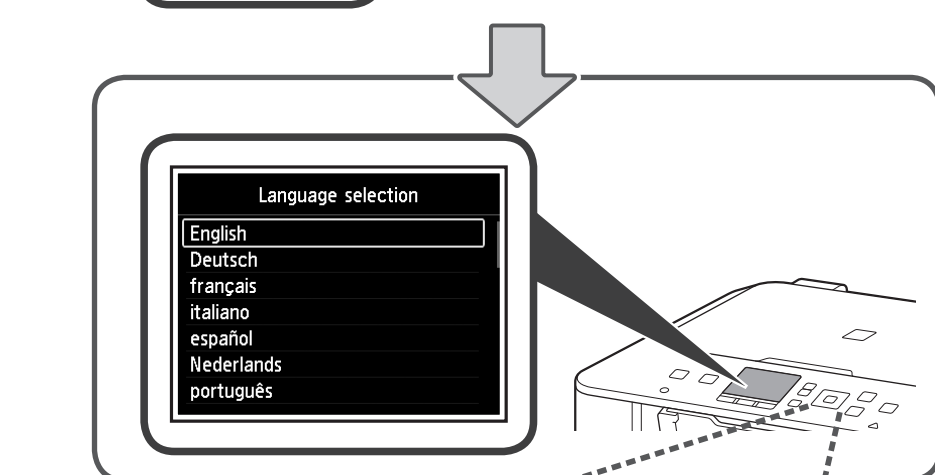 Language selection
English
Deutsch
français
italiano
español
Nederlands
português